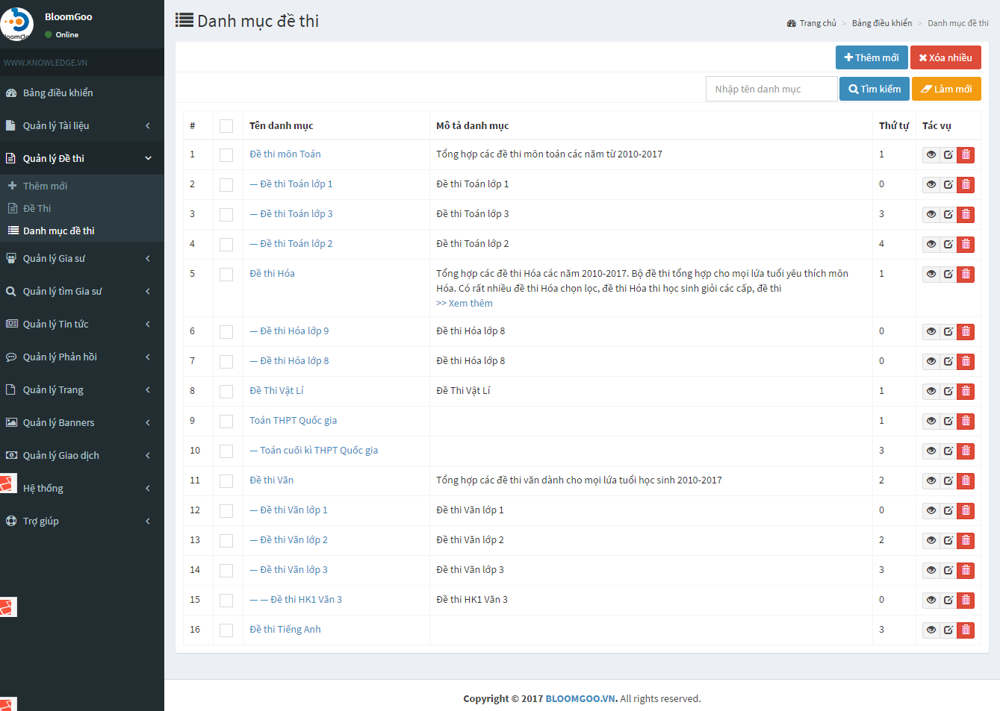 BloomGoo
Online
WWW.KNOWLEDGE.VN
Bảng điều khiển
Quản lý Tài liệu
Quản lý Đề thi
Thêm mới
Đề Thi
Danh mục đề thi
Quản lý Gia sư
Quản lý tìm Gia sư
Quản lý Tin tức
Quản lý Phản hồi
Quản lý Trang
Quản lý Banners
Quản lý Giao dịch
Hệ thống
Trợ giúp
Danh mục đề thi
Trang chủ > Bảng điều khiển > Danh mục đề thi
Thêm mới Xóa nhiều
Nhập tên danh mục Tìm kiếm Làm mới
# Tên danh mục Mô tả danh mục Thứ tự Tác vụ
1 Đề thi môn Toán Tổng hợp các đề thi môn toán các năm từ 2010-2017 1
2 — Đề thi Toán lớp 1 Đề thi Toán lớp 1 0
3 — Đề thi Toán lớp 3 Đề thi Toán lớp 3 3
4 — Đề thi Toán lớp 2 Đề thi Toán lớp 2 4
5 Đề thi Hóa Tổng hợp các đề thi Hóa các năm 2010-2017. Bộ đề thi tổng hợp cho mọi lứa tuổi yêu thích môn 1
Hóa. Có rất nhiều đề thi Hóa chọn lọc, đề thi Hóa thi học sinh giỏi các cấp, đề thi
>> Xem thêm
6 — Đề thi Hóa lớp 9 Đề thi Hóa lớp 8 0
7 — Đề thi Hóa lớp 8 Đề thi Hóa lớp 8 0
8 Đề Thi Vật Lí Đề Thi Vật Lí 1
9 Toán THPT Quốc gia 1
10 — Toán cuối kì THPT Quốc gia 3
11 Đề thi Văn Tổng hợp các đề thi văn dành cho mọi lứa tuổi học sinh 2010-2017 2
12 — Đề thi Văn lớp 1 Đề thi Văn lớp 1 0
13 — Đề thi Văn lớp 2 Đề thi Văn lớp 2 2
14 — Đề thi Văn lớp 3 Đề thi Văn lớp 3 3
15 — — Đề thi HK1 Văn 3 Đề thi HK1 Văn 3 0
16 Đề thi Tiếng Anh 3
Copyright © 2017 BLOOMGOO.VN. All rights reserved.